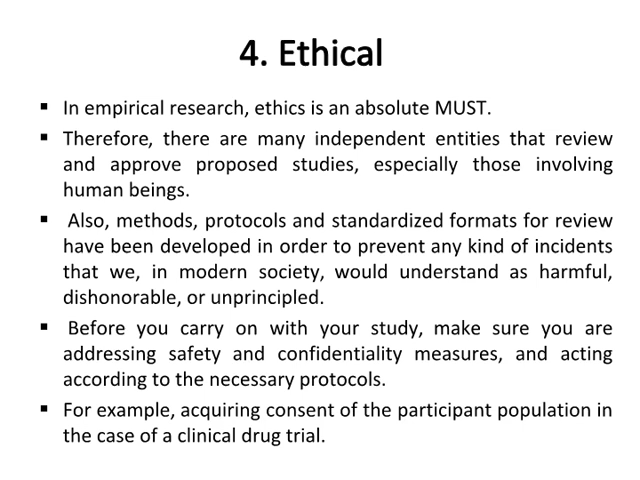 4. Ethical
▪ In empirical research, ethics is an absolute MUST.
▪ Therefore, there are many independent entities that review
and approve proposed studies, especially those involving
human beings.
▪ Also, methods, protocols and standardized formats for review
have been developed in order to prevent any kind of incidents
that we, in modern society, would understand as harmful,
dishonorable, or unprincipled.
▪ Before you carry on with your study, make sure you are
addressing safety and confidentiality measures, and acting
according to the necessary protocols.
▪ For example, acquiring consent of the participant population in
the case of a clinical drug trial.